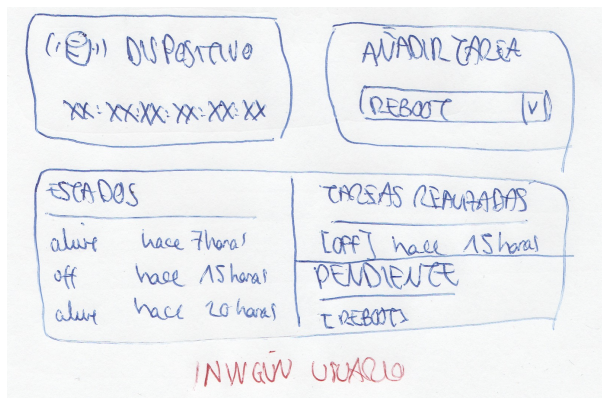 DISPOSITIVO
XX:XX:XX:XX:XX:XX
AÑADIR TAREA
REBOOT
ESTADOS
alive hace 7 horas
off hace 15 horas
alive hace 20 horas
TAREAS REALIZADAS
[OFF] hace 15 horas
PENDIENTE
[REBOOT]
NINGÚN USUARIO